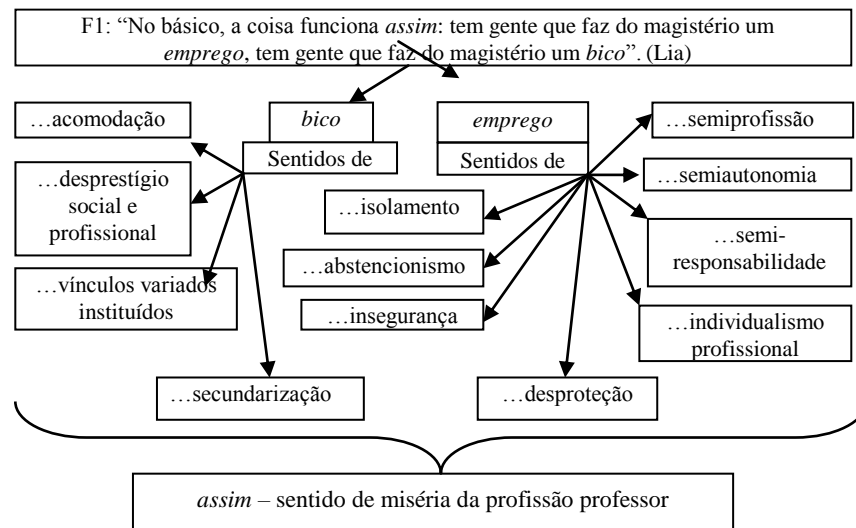 F1: “No básico, a coisa funciona assim: tem gente que faz do magistério um
emprego, tem gente que faz do magistério um bico”. (Lia)
bico
Sentidos de
…acomodação
…desprestígio
social e
profissional
…vínculos variados
instituídos
…secundarização
emprego
Sentidos de
…isolamento
…abstencionismo
…insegurança
…semiprofissão
…semiautonomia
…semi-
responsabilidade
…individualismo
profissional
…desproteção
assim – sentido de miséria da profissão professor